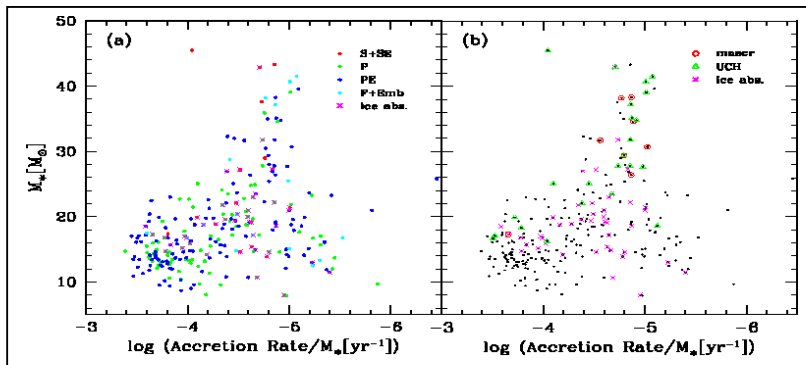 (a)
S+SE
P
PE
F+Emb
Ice abs.
50
40
30
20
10
M*[M⊙]
-3
-4
-5
-6
log (Accretion Rate/M*[yr⁻¹])
(b)
maser
UCH
Ice abs.
-3
-4
-5
-6
log (Accretion Rate/M*[yr⁻¹])